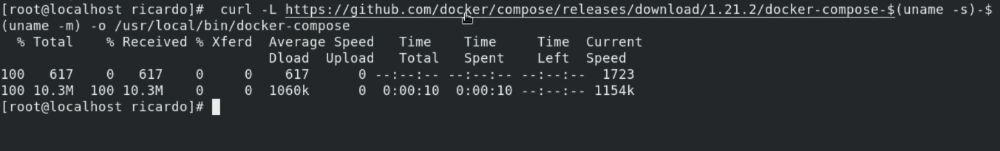 [root@localhost ricardo]#  curl -L https://github.com/docker/compose/releases/download/1.21.2/docker-compose-$(uname -s)-$
(uname -m) -o /usr/local/bin/docker-compose
  % Total    % Received % Xferd  Average Speed   Time    Time     Time  Current
                                 Dload  Upload   Total   Spent    Left  Speed
100   617    0   617    0     0    617      0 --:--:-- --:--:-- --:--:--  1723
100 10.3M  100 10.3M    0     0  1060k      0  0:00:10  0:00:10 --:--:-- 1154k
[root@localhost ricardo]#